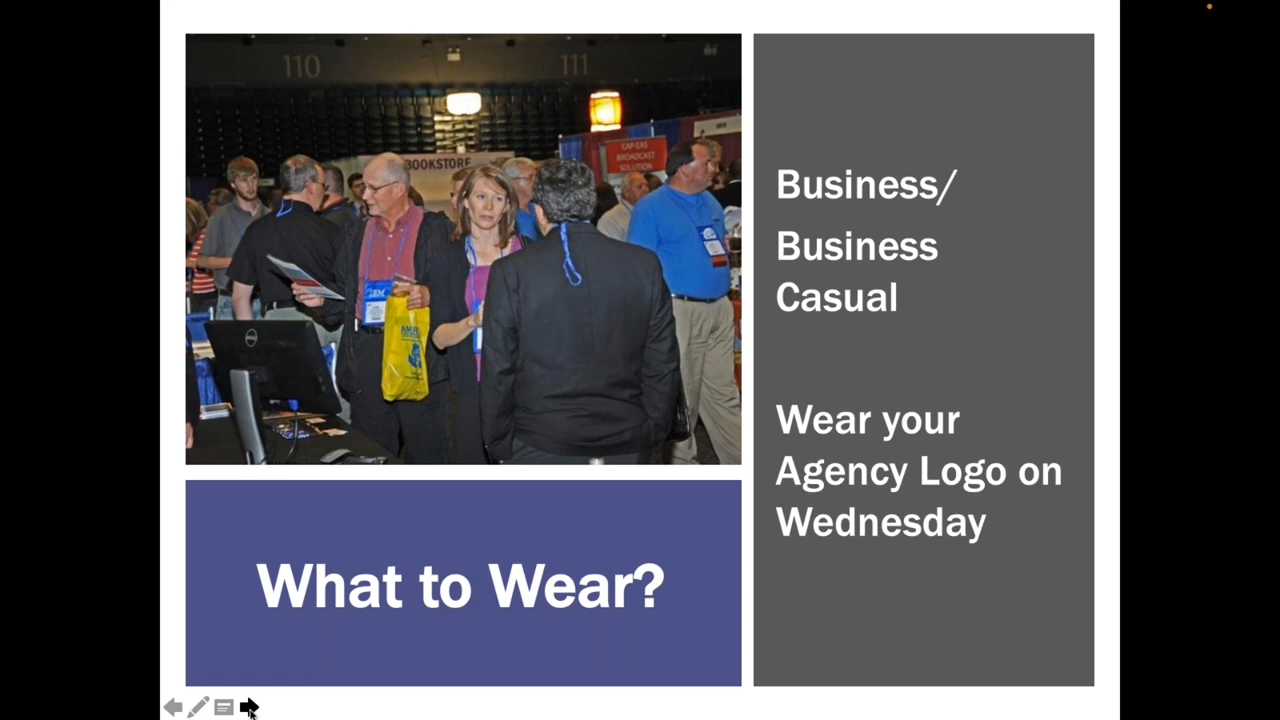 110
111
BOOKSTORE
CAP-EAS
BROADCAST
SOLUTION
IBM
DELL
What to Wear?
Business/
Business
Casual
Wear your
Agency Logo on
Wednesday